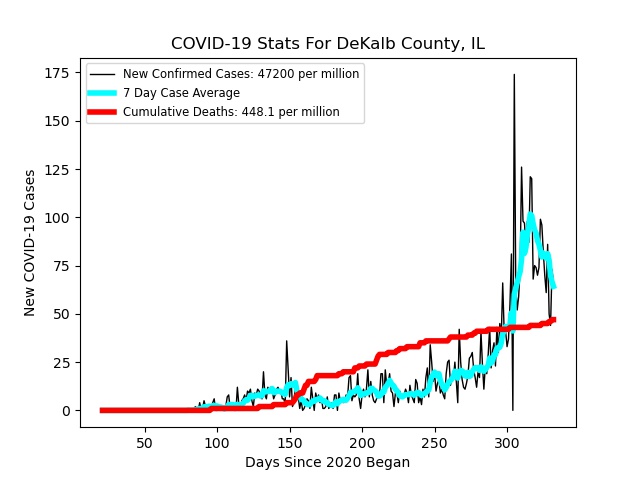 COVID-19 Stats For DeKalb County, IL
New Confirmed Cases: 47200 per million
7 Day Case Average
Cumulative Deaths: 448.1 per million
New COVID-19 Cases
175
150
125
100
75
50
25
0
50
100
150
200
250
300
Days Since 2020 Began